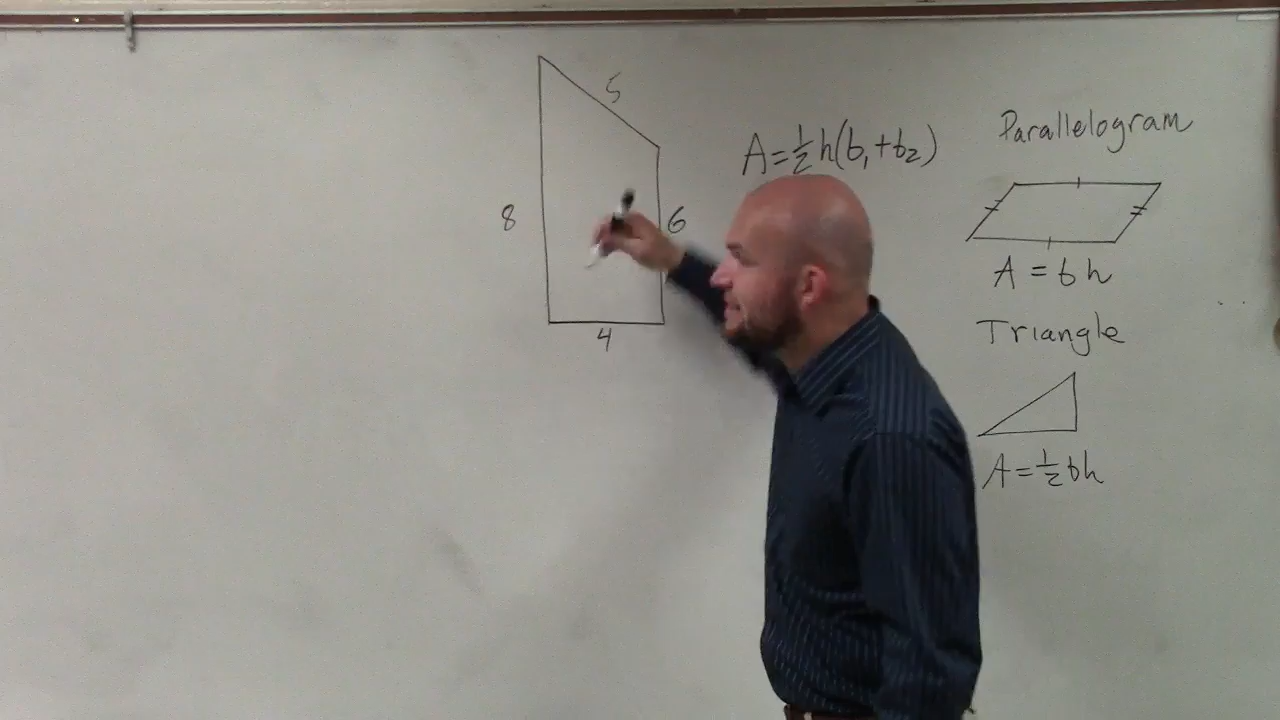 5
8
6
4
A=½h(b₁+b₂)
Parallelogram
A = bh
Triangle
A=½bh